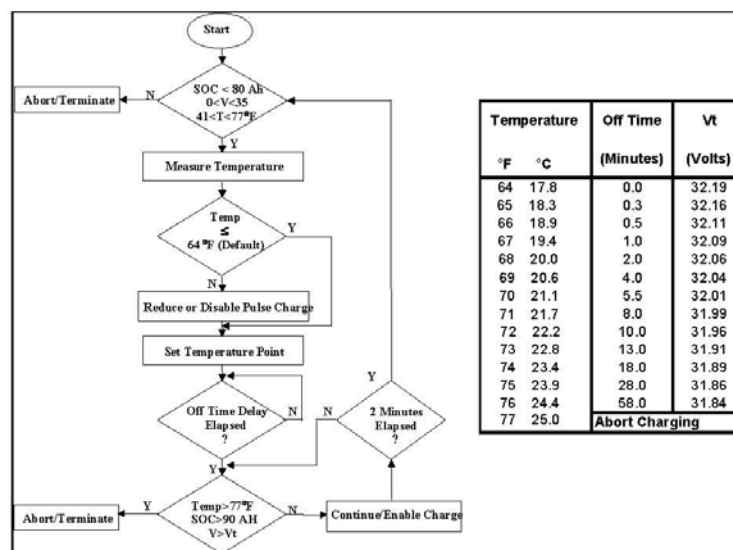 Start
SOC < 80 Ah
0<V<35
41<T<77°F
N
Abort/Terminate
Y
Measure Temperature
Temp
≤
64 °F (Default)
Y
N
Reduce or Disable Pulse Charge
Set Temperature Point
Off Time Delay
Elapsed
?
N
Y
2 Minutes
Elapsed
?
Y
N
Temp>77°F
SOC>90 AH
V>Vt
Y
Abort/Terminate
N
Continue/Enable Charge
Temperature Off Time Vt
°F °C (Minutes) (Volts)
64 17.8 0.0 32.19
65 18.3 0.3 32.16
66 18.9 0.5 32.11
67 19.4 1.0 32.09
68 20.0 2.0 32.06
69 20.6 4.0 32.04
70 21.1 5.5 32.01
71 21.7 8.0 31.99
72 22.2 10.0 31.96
73 22.8 13.0 31.91
74 23.4 18.0 31.89
75 23.9 28.0 31.86
76 24.4 58.0 31.84
77 25.0 Abort Charging